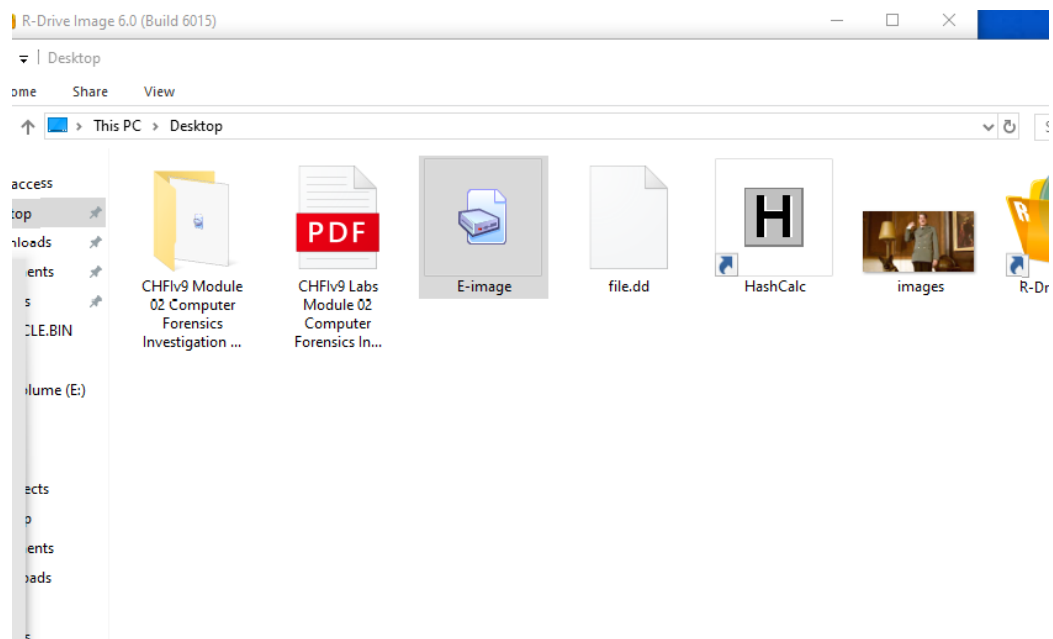 R-Drive Image 6.0 (Build 6015)
Desktop
ome Share View
This PC > Desktop
access
top
nloads
ents
s
CLE.BIN
lume (E:)
ects
p
ents
oads
s
PDF
H
CHFIv9 Module
02 Computer
Forensics
Investigation ...
CHFIv9 Labs
Module 02
Computer
Forensics In...
E-image
file.dd
HashCalc
images
R
R-Dr